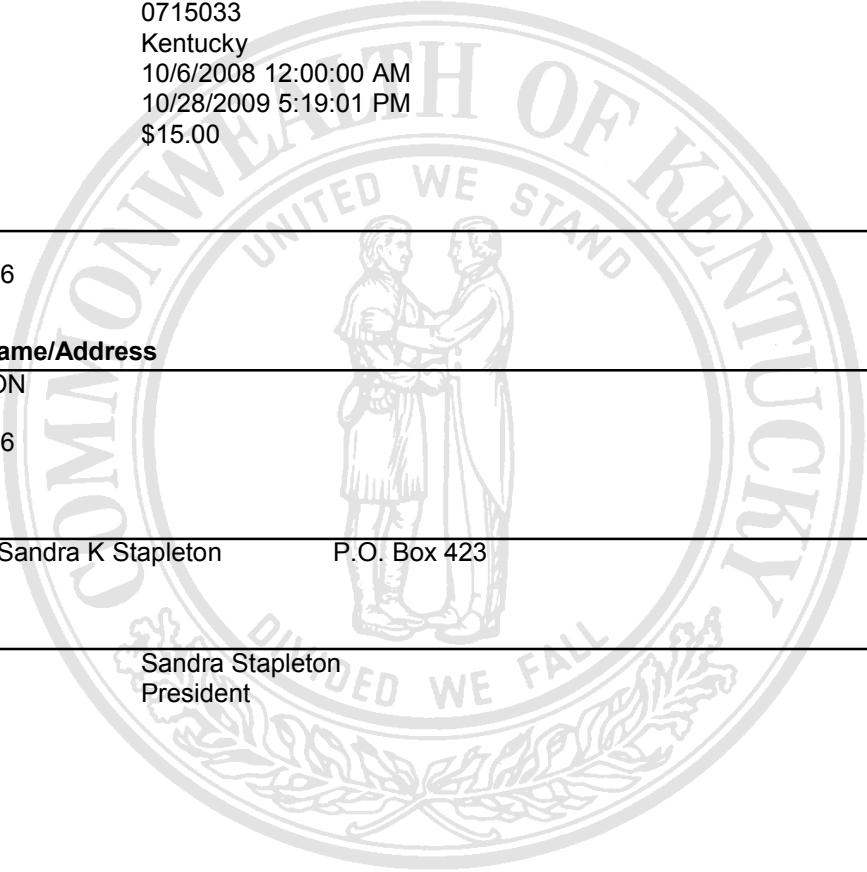 0715033
Kentucky
10/6/2008 12:00:00 AM
10/28/2009 5:19:01 PM
$15.00
COMMONWEALTH OF KENTUCKY
UNITED WE STAND
6
ame/Address
ON
6
Sandra K Stapleton P.O. Box 423
DIVIDED WE FALL
Sandra Stapleton
President